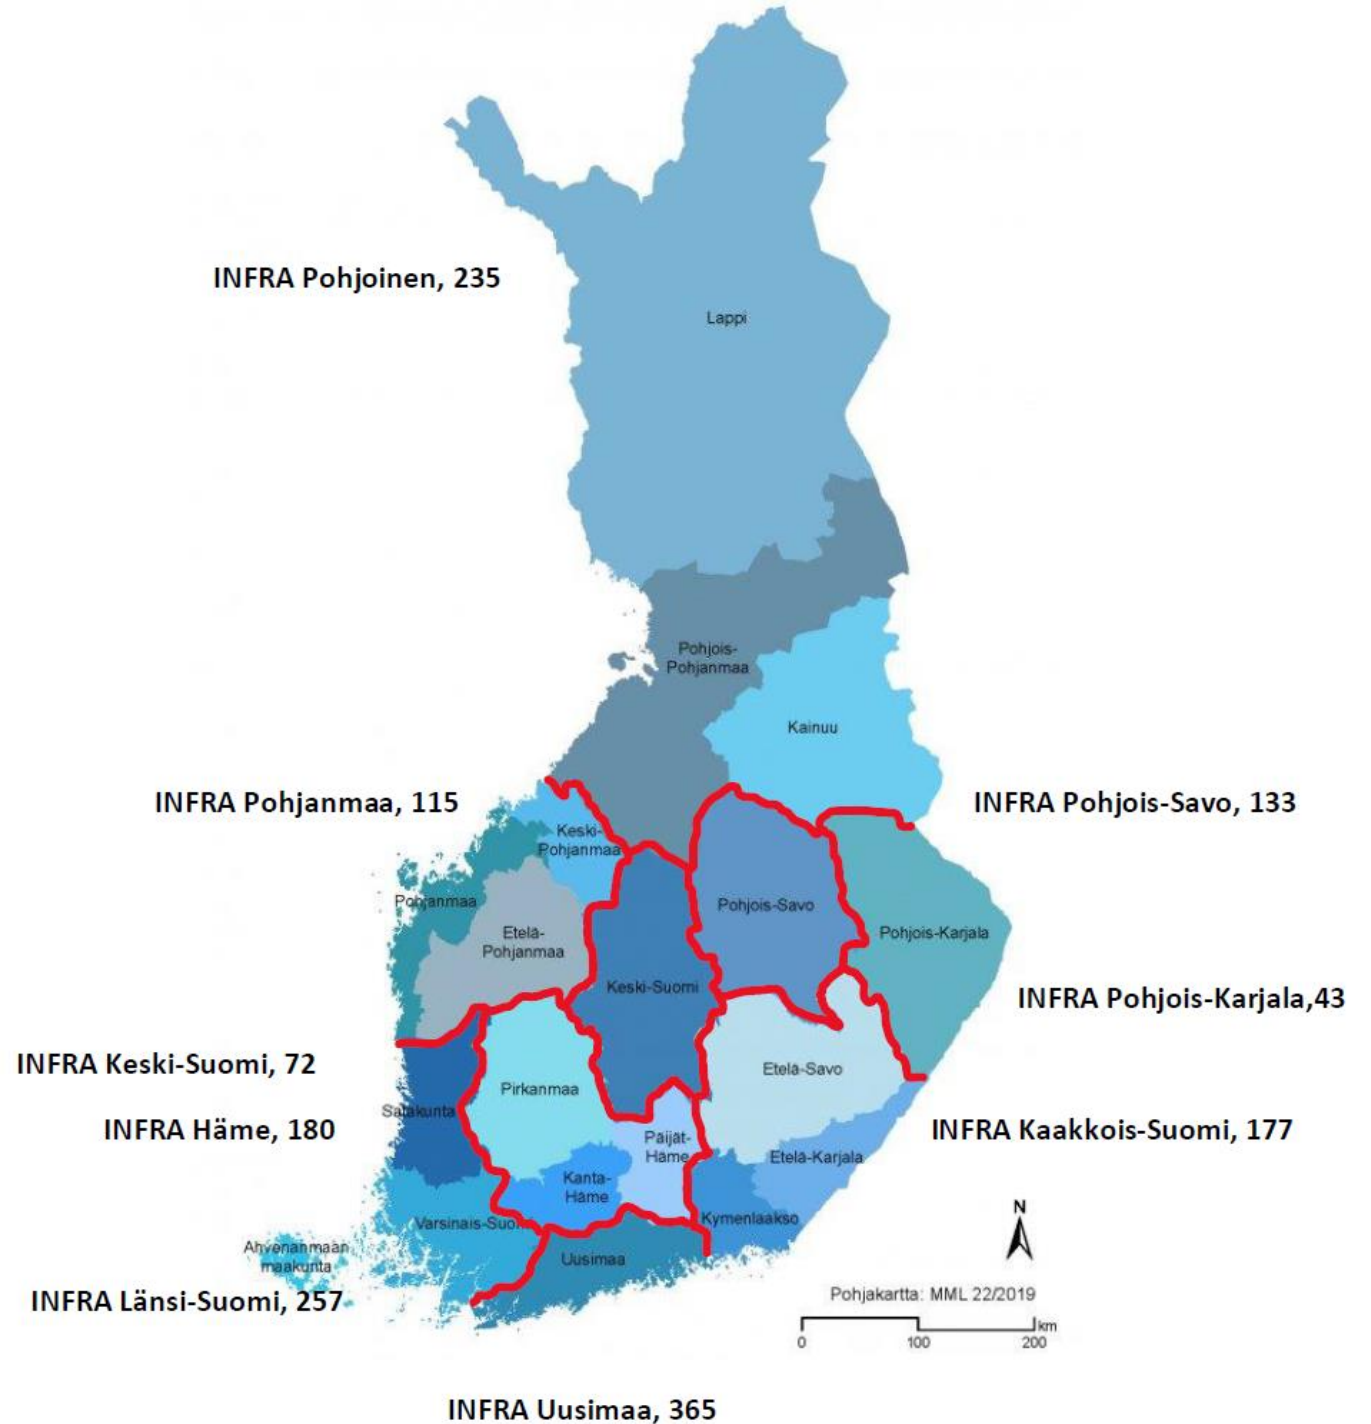 INFRA Pohjoinen, 235
Lappi
Pohjois-
Pohjanmaa
Kainuu
INFRA Pohjanmaa, 115
INFRA Pohjois-Savo, 133
Keski-
Pohjanmaa
Pohjanmaa
Etelä-
Pohjanmaa
Pohjois-Savo
Pohjois-Karjala
Keski-Suomi
INFRA Pohjois-Karjala,43
INFRA Keski-Suomi, 72
Etelä-Savo
Pirkanmaa
Satakunta
INFRA Häme, 180
INFRA Kaakkois-Suomi, 177
Päijät-
Häme
Etelä-Karjala
Kanta-
Häme
Kymenlaakso
Varsinais-Suomi
N
Ahvenanmaan
maakunta
Uusimaa
INFRA Länsi-Suomi, 257
Pohjakartta: MML 22/2019
km
0 100 200
INFRA Uusimaa, 365